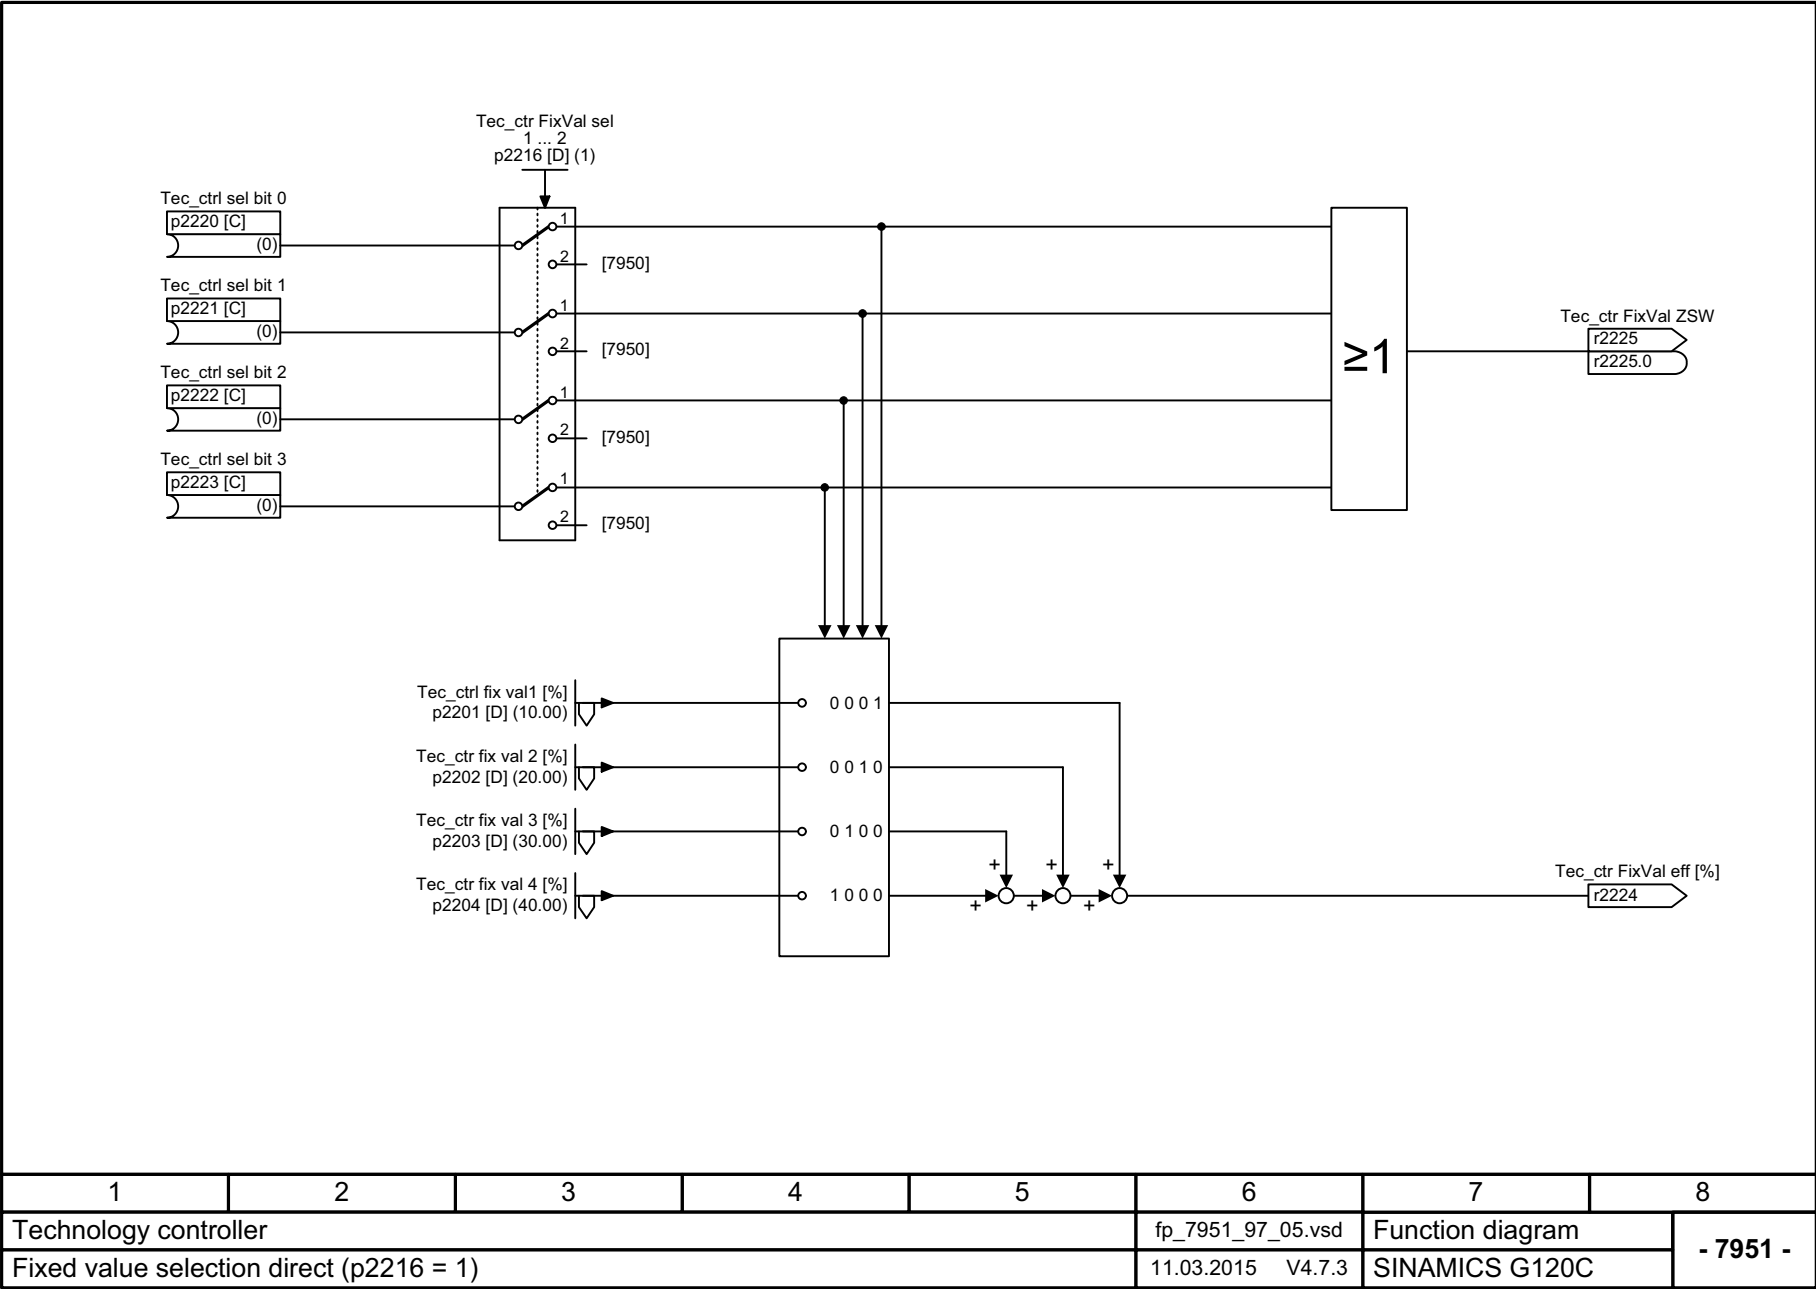 Tec_ctr FixVal sel
1 ... 2
p2216 [D] (1)
Tec_ctrl sel bit 0
p2220 [C]
(0)
1
2
[7950]
Tec_ctrl sel bit 1
p2221 [C]
(0)
1
2
[7950]
Tec_ctrl sel bit 2
p2222 [C]
(0)
1
2
[7950]
Tec_ctrl sel bit 3
p2223 [C]
(0)
1
2
[7950]
≥1
Tec_ctr FixVal ZSW
r2225
r2225.0
Tec_ctrl fix val1 [%]
p2201 [D] (10.00)
0 0 0 1
Tec_ctr fix val 2 [%]
p2202 [D] (20.00)
0 0 1 0
Tec_ctr fix val 3 [%]
p2203 [D] (30.00)
0 1 0 0
Tec_ctr fix val 4 [%]
p2204 [D] (40.00)
1 0 0 0
+ + +
+ + +
Tec_ctr FixVal eff [%]
r2224
1 2 3 4 5 6 7 8
Technology controller
fp_7951_97_05.vsd
Function diagram
- 7951 -
Fixed value selection direct (p2216 = 1)
11.03.2015 V4.7.3
SINAMICS G120C